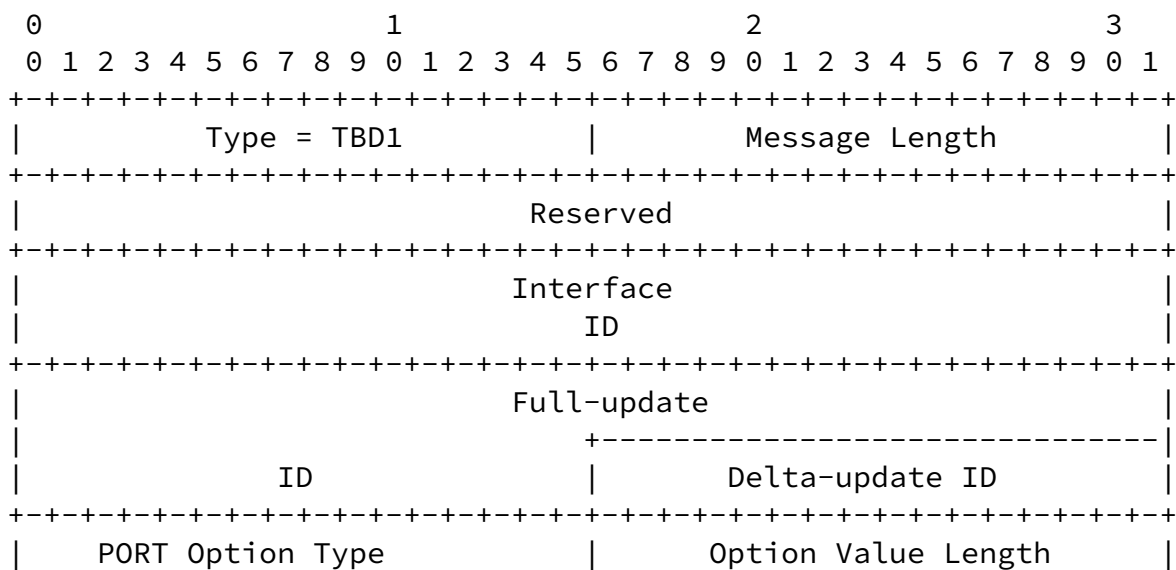 0                   1                   2                   3
0 1 2 3 4 5 6 7 8 9 0 1 2 3 4 5 6 7 8 9 0 1 2 3 4 5 6 7 8 9 0 1
+-+-+-+-+-+-+-+-+-+-+-+-+-+-+-+-+-+-+-+-+-+-+-+-+-+-+-+-+-+-+-+-+
|          Type = TBD1          |        Message Length         |
+-+-+-+-+-+-+-+-+-+-+-+-+-+-+-+-+-+-+-+-+-+-+-+-+-+-+-+-+-+-+-+-+
|                            Reserved                           |
+-+-+-+-+-+-+-+-+-+-+-+-+-+-+-+-+-+-+-+-+-+-+-+-+-+-+-+-+-+-+-+-+
|                           Interface                           |
|                               ID                              |
+-+-+-+-+-+-+-+-+-+-+-+-+-+-+-+-+-+-+-+-+-+-+-+-+-+-+-+-+-+-+-+-+
|                           Full-update                         |
|                               +-------------------------------|
|              ID               |       Delta-update ID         |
+-+-+-+-+-+-+-+-+-+-+-+-+-+-+-+-+-+-+-+-+-+-+-+-+-+-+-+-+-+-+-+-+
|    PORT Option Type           |      Option Value Length      |